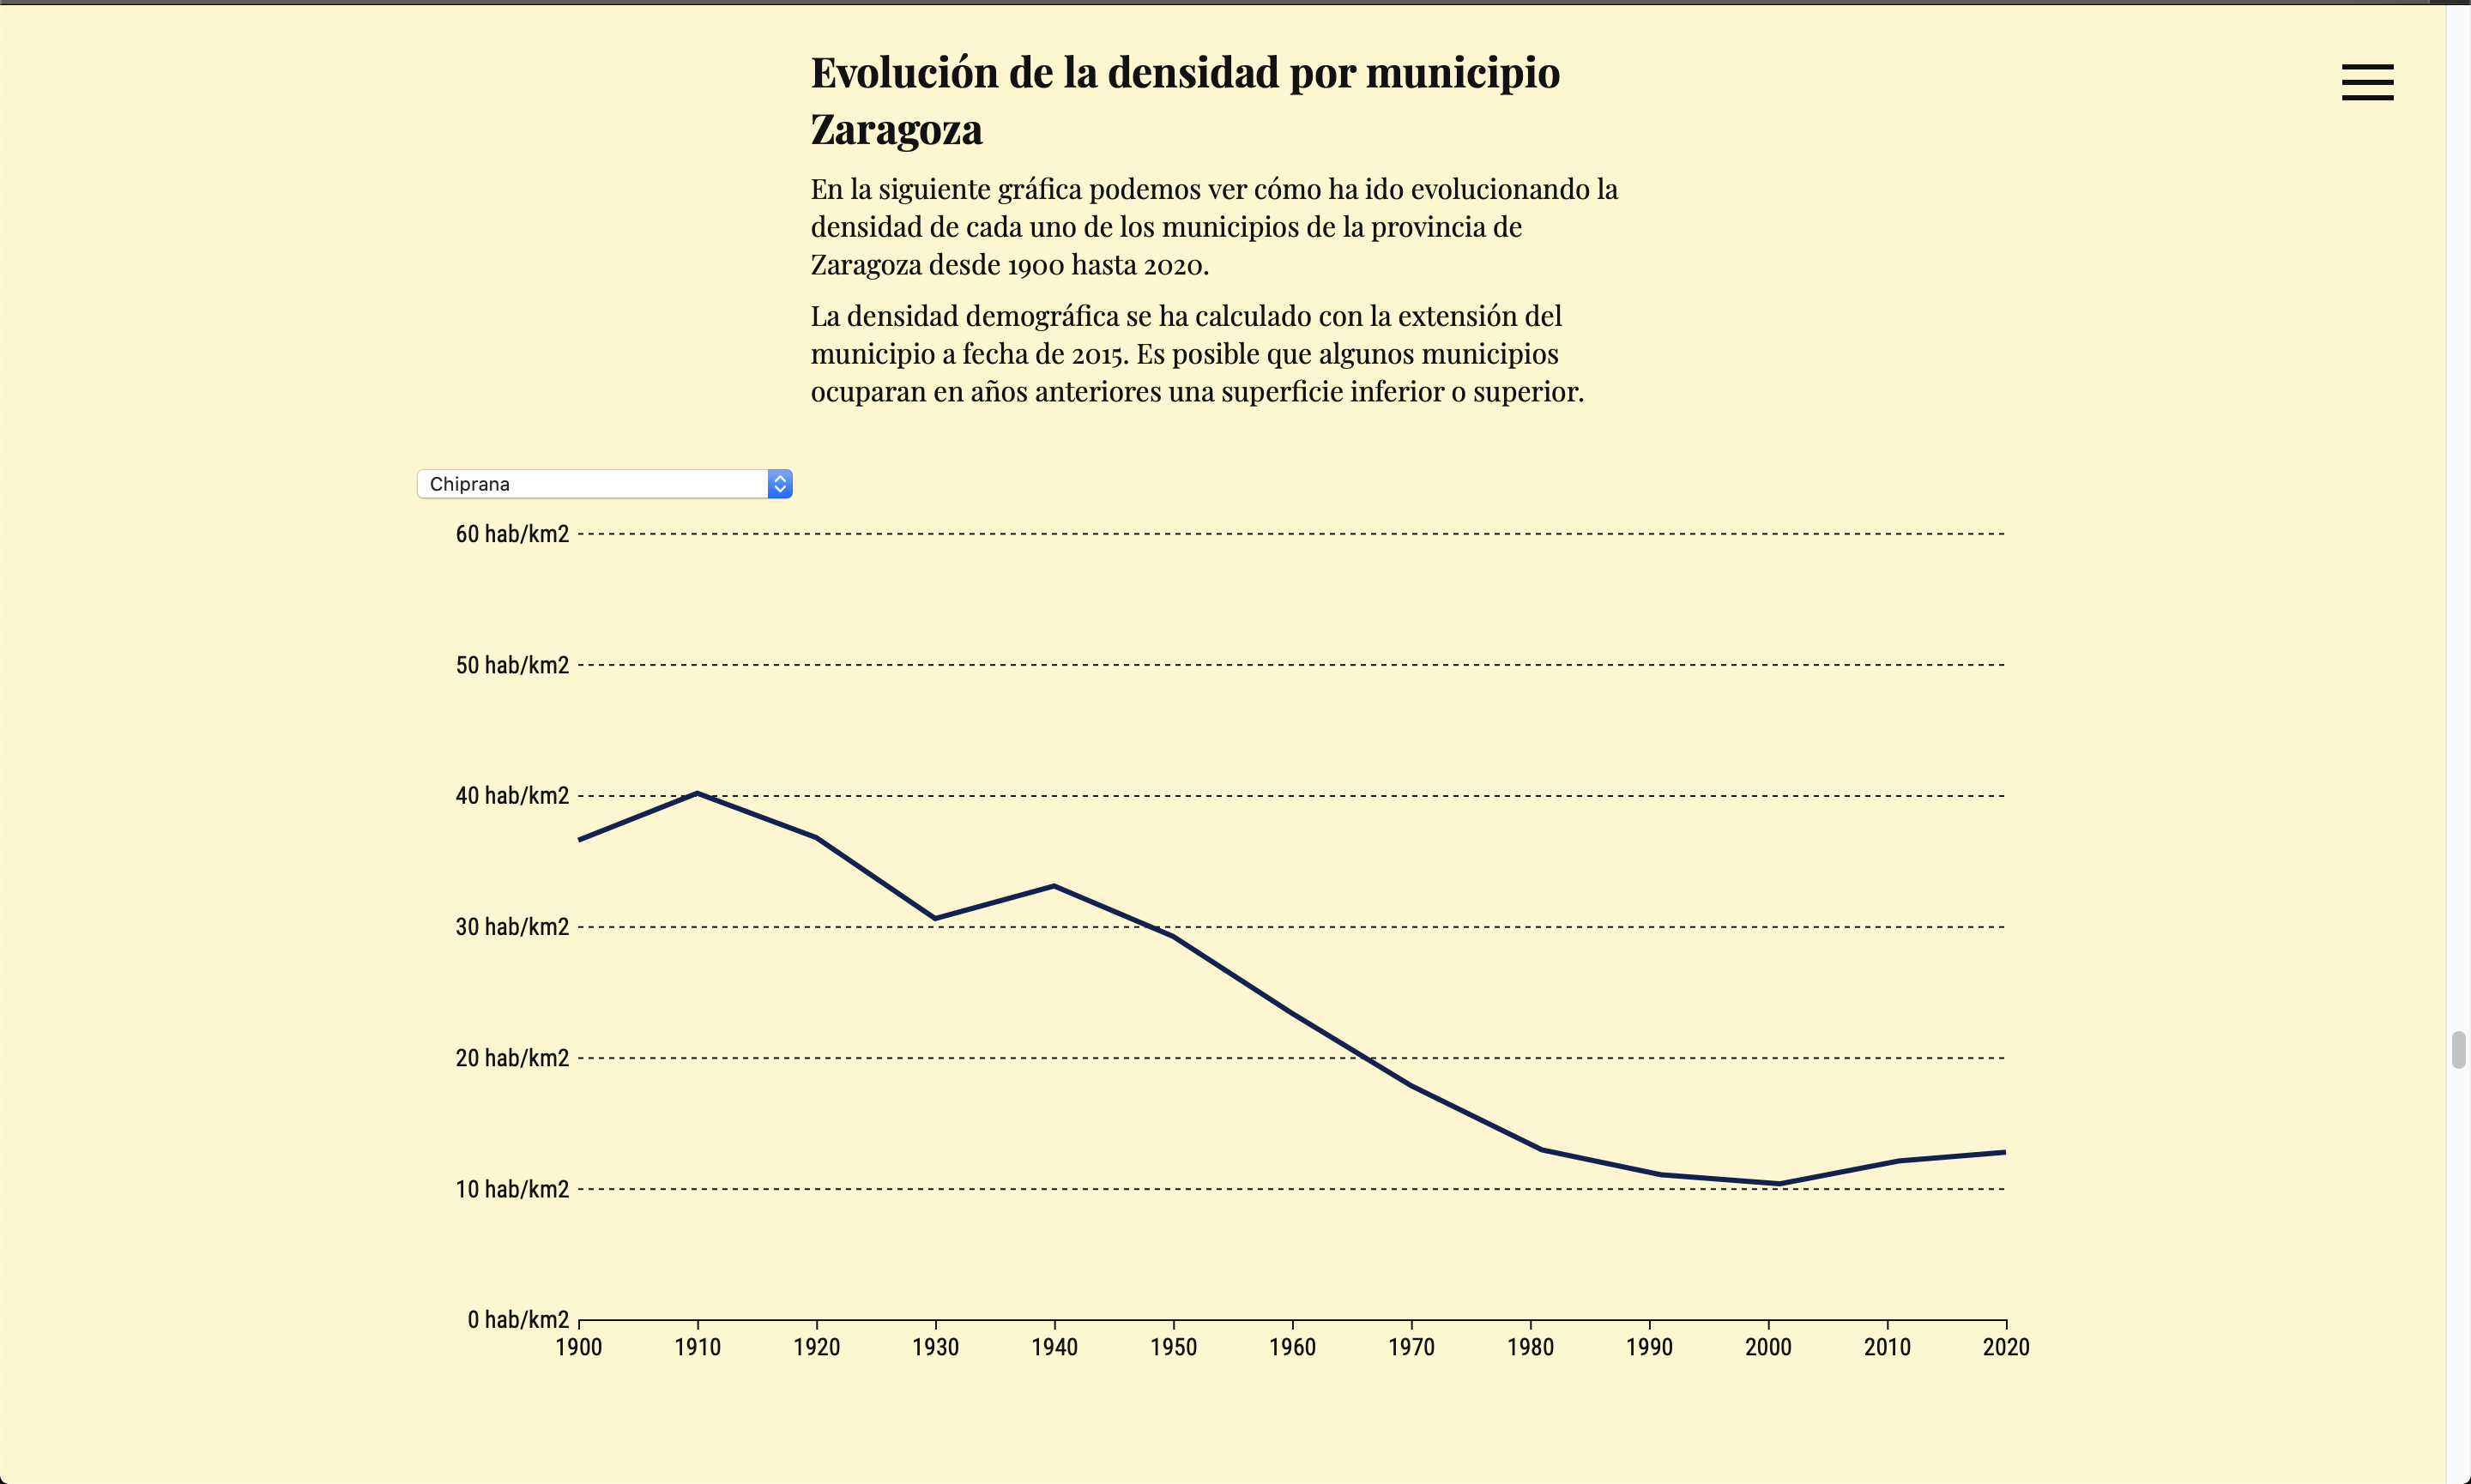 Evolución de la densidad por municipio
Zaragoza
En la siguiente gráfica podemos ver cómo ha ido evolucionando la
densidad de cada uno de los municipios de la provincia de
Zaragoza desde 1900 hasta 2020.
La densidad demográfica se ha calculado con la extensión del
municipio a fecha de 2015. Es posible que algunos municipios
ocuparan en años anteriores una superficie inferior o superior.
Chiprana
60 hab/km2
50 hab/km2
40 hab/km2
30 hab/km2
20 hab/km2
10 hab/km2
0 hab/km2
1900 1910 1920 1930 1940 1950 1960 1970 1980 1990 2000 2010 2020